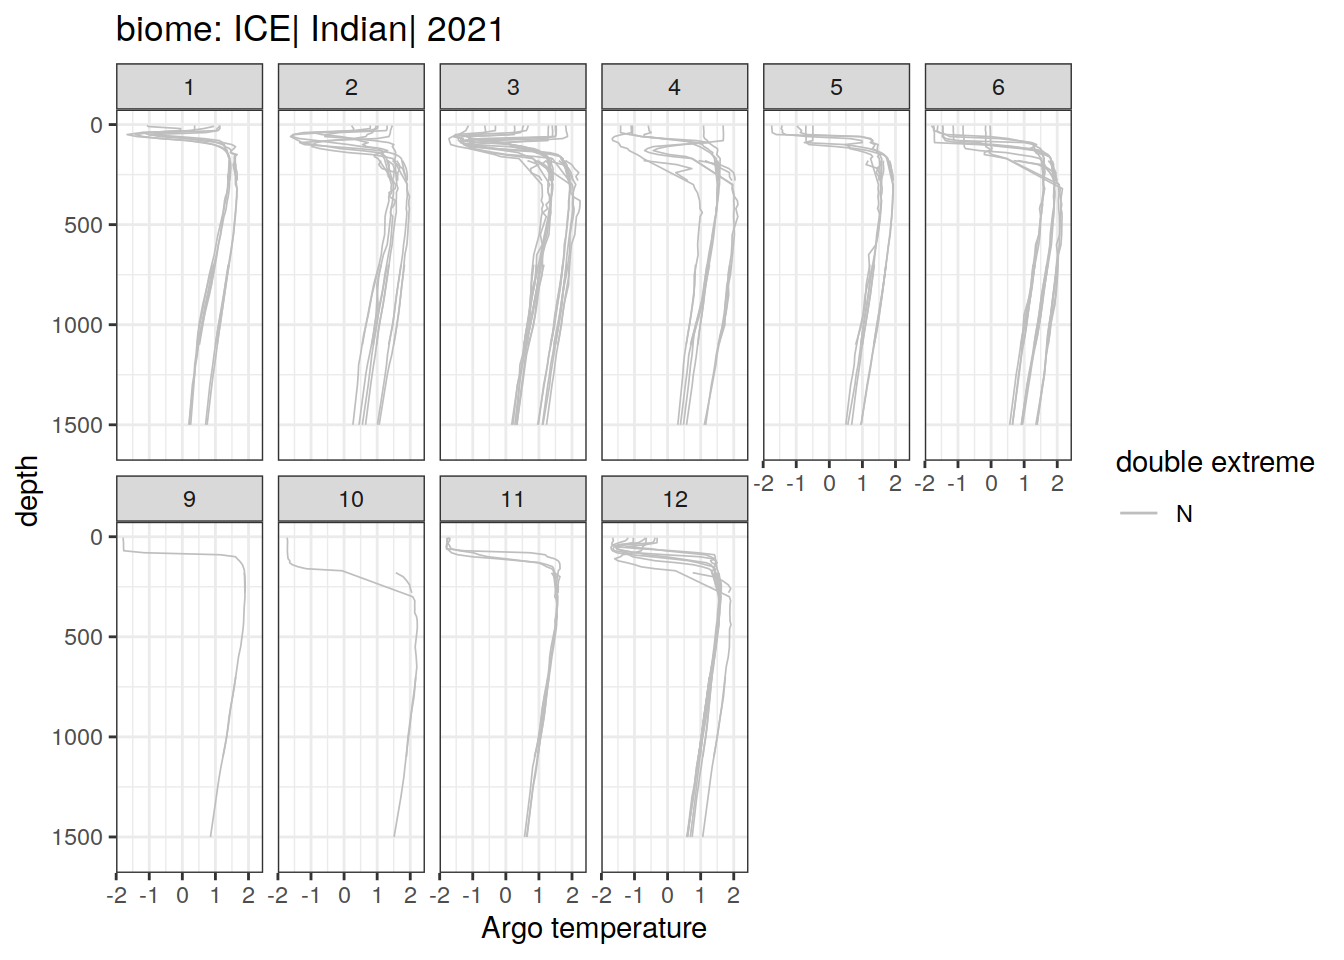 biome: ICE| Indian| 2021
1 2 3 4 5 6
0
500
1000
1500
-2 -1 0 1 2 -2 -1 0 1 2
9 10 11 12
0
500
1000
1500
-2 -1 0 1 2 -2 -1 0 1 2 -2 -1 0 1 2 -2 -1 0 1 2
depth
Argo temperature
double extreme
N